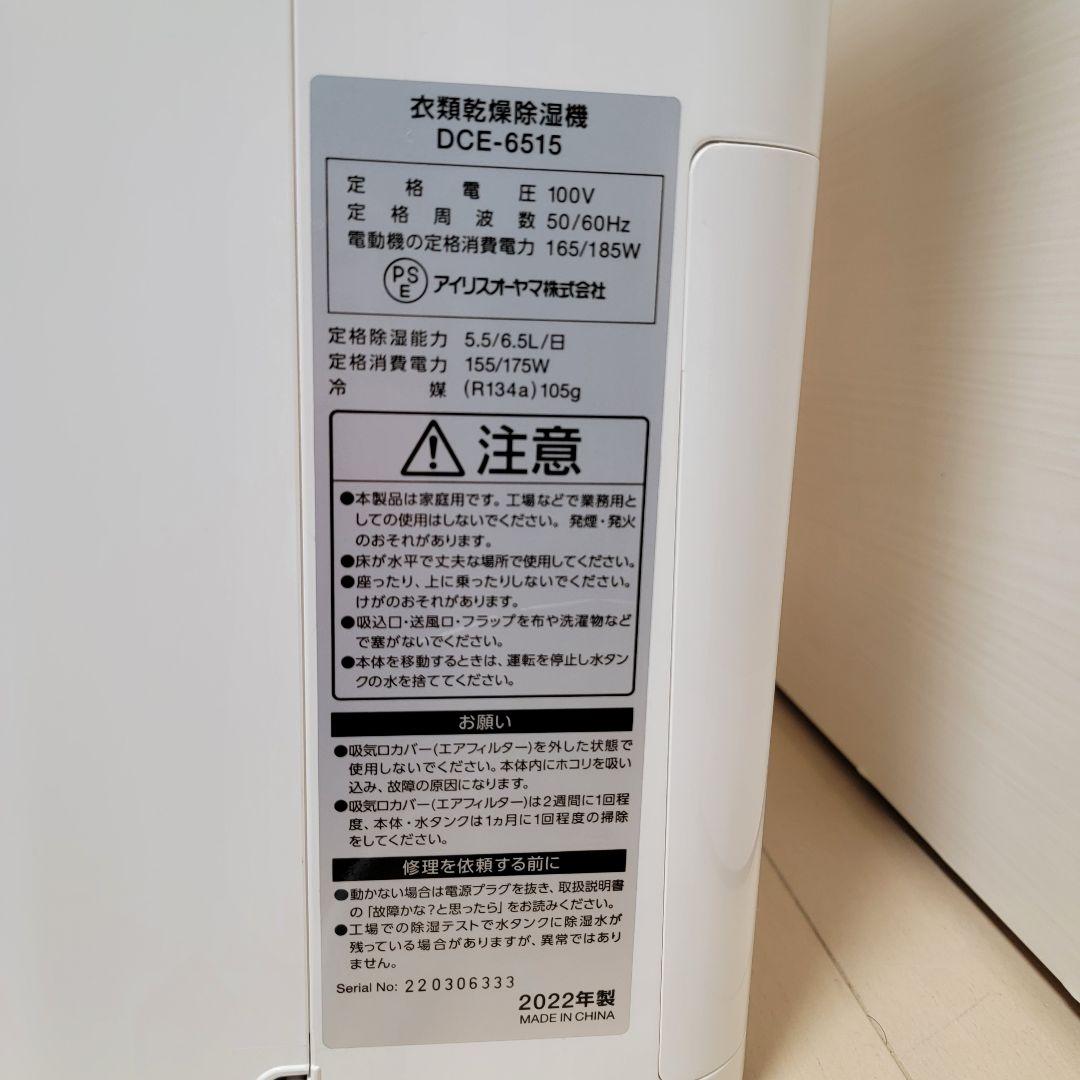 衣類乾燥除湿機
DCE-6515
定格電圧 100V
定格周波数 50/60Hz
電動機の定格消費電力 165/185W
PSE アイリスオーヤマ株式会社
定格除湿能力 5.5/6.5L/日
定格消費電力 155/175W
冷媒 (R134a)105g
注意
●本製品は家庭用です。工場などで業務用と
しての使用はしないでください。発煙・発火
のおそれがあります。
●床が水平で丈夫な場所で使用してください。
●座ったり、上に乗ったりしないでください。
けがのおそれがあります。
●吸込口・送風口・フラップを布や洗濯物など
で塞がないでください。
●本体を移動するときは、運転を停止し水タン
クの水を捨ててください。
お願い
●吸気口カバー(エアフィルター)を外した状態で
使用しないでください。本体内にホコリを吸い
込み、故障の原因になります。
●吸気口カバー(エアフィルター)は2週間に1回程
度、本体・水タンクは1ヵ月に1回程度の掃除
をしてください。
修理を依頼する前に
●動かない場合は電源プラグを抜き、取扱説明書
の「故障かな?と思ったら」をお読みください。
●工場での除湿テストで水タンクに除湿水が
残っている場合がありますが、異常ではあり
ません。
Serial No: 220306333
2022年製
MADE IN CHINA